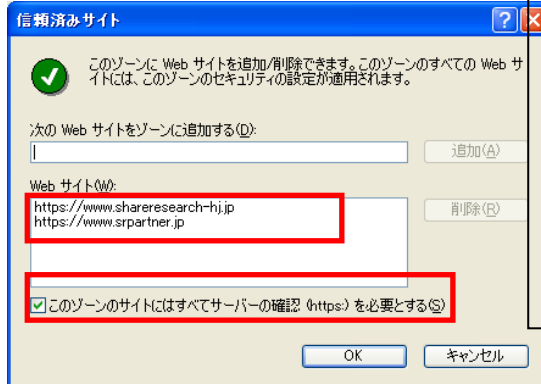 信頼済みサイト
このゾーンに Web サイトを追加/削除できます。このゾーンのすべての Web サ
イトには、このゾーンのセキュリティの設定が適用されます。
次の Web サイトをゾーンに追加する(D):
追加(A)
Web サイト(W):
https://www.shareresearch-hj.jp
https://www.srpartner.jp
削除(R)
このゾーンのサイトにはすべてサーバーの確認 (https:) を必要とする(S)
OK
キャンセル